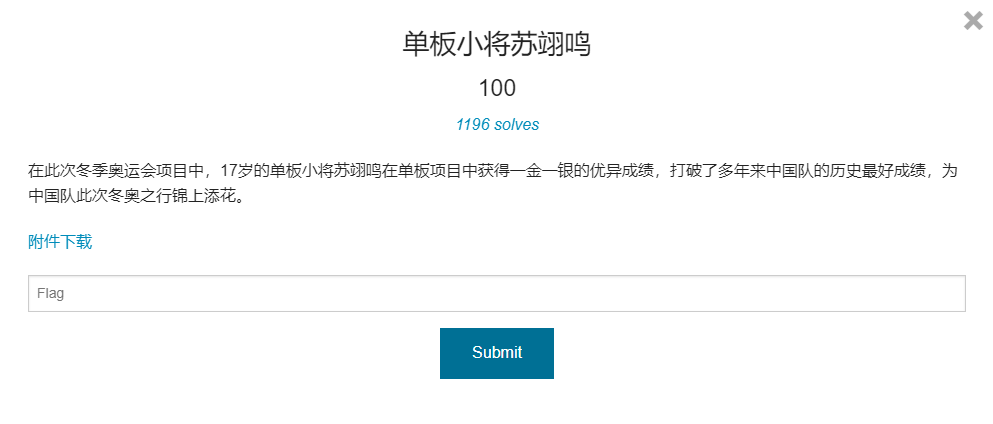 单板小将苏翊鸣
100
1196 solves
在此次冬季奥运会项目中，17岁的单板小将苏翊鸣在单板项目中获得一金一银的优异成绩，打破了多年来中国队的历史最好成绩，为
中国队此次冬奥之行锦上添花。
附件下载
Flag
Submit